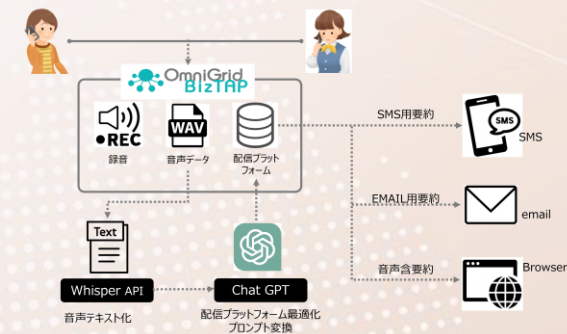 OmniGrid
BizTAP
REC
WAV
録音
音声データ
配信プラット
フォーム
SMS用要約
SMS
SMS
EMAIL用要約
email
音声含要約
Browser
Text
Whisper API
Chat GPT
音声テキスト化
配信プラットフォーム最適化
プロンプト変換